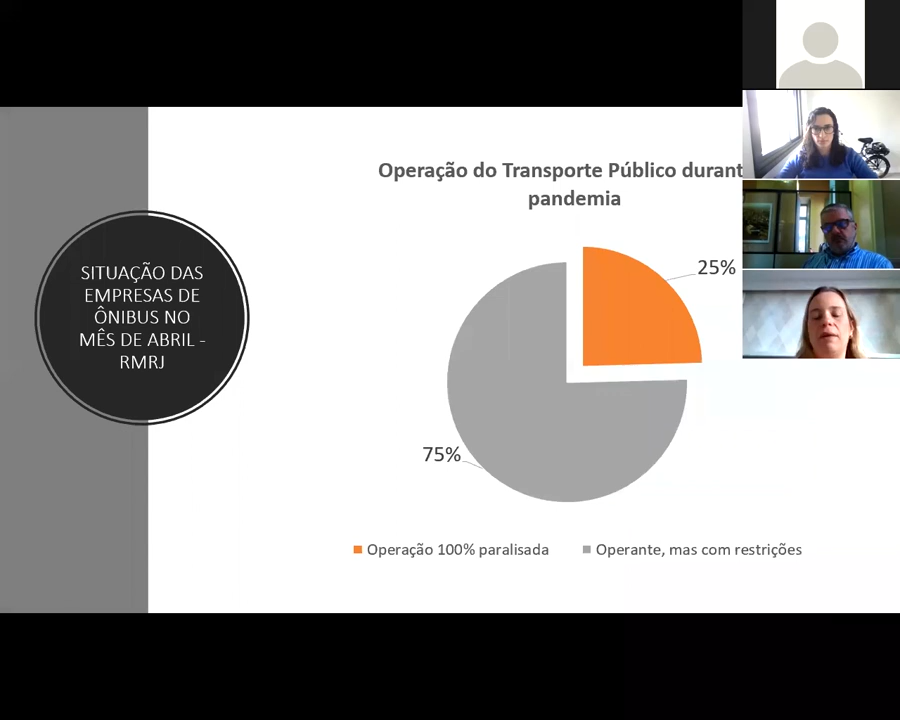 SITUAÇÃO DAS
EMPRESAS DE
ÔNIBUS NO
MÊS DE ABRIL -
RMRJ
Operação do Transporte Público durant
pandemia
25%
75%
Operação 100% paralisada
Operante, mas com restrições